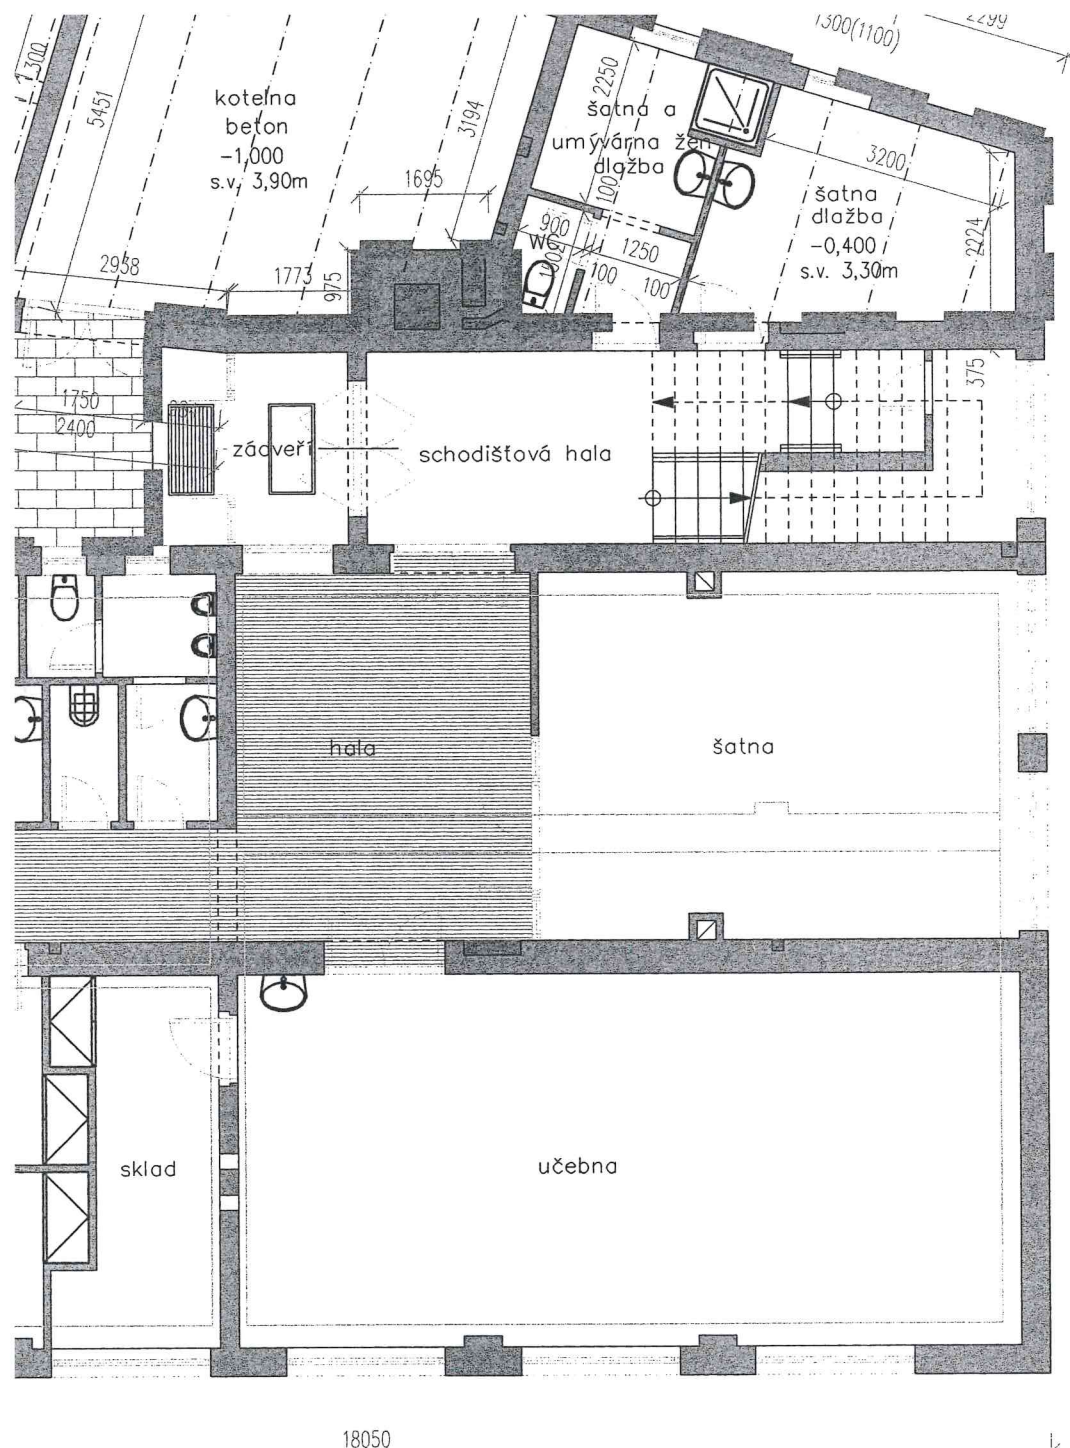 1300(1100)
2299
1300
5451
kotelna
beton
-1,000
s.v. 3,90m
3194
2250
šatna a
umývárna žen
dlažba
3200
šatna
dlažba
-0,400
s.v. 3,30m
2224
1695
100
900
WC
1250
100
100
2938
1773
975
375
1750
2400
zádveří
schodišťová hala
hala
šatna
sklad
učebna
18050